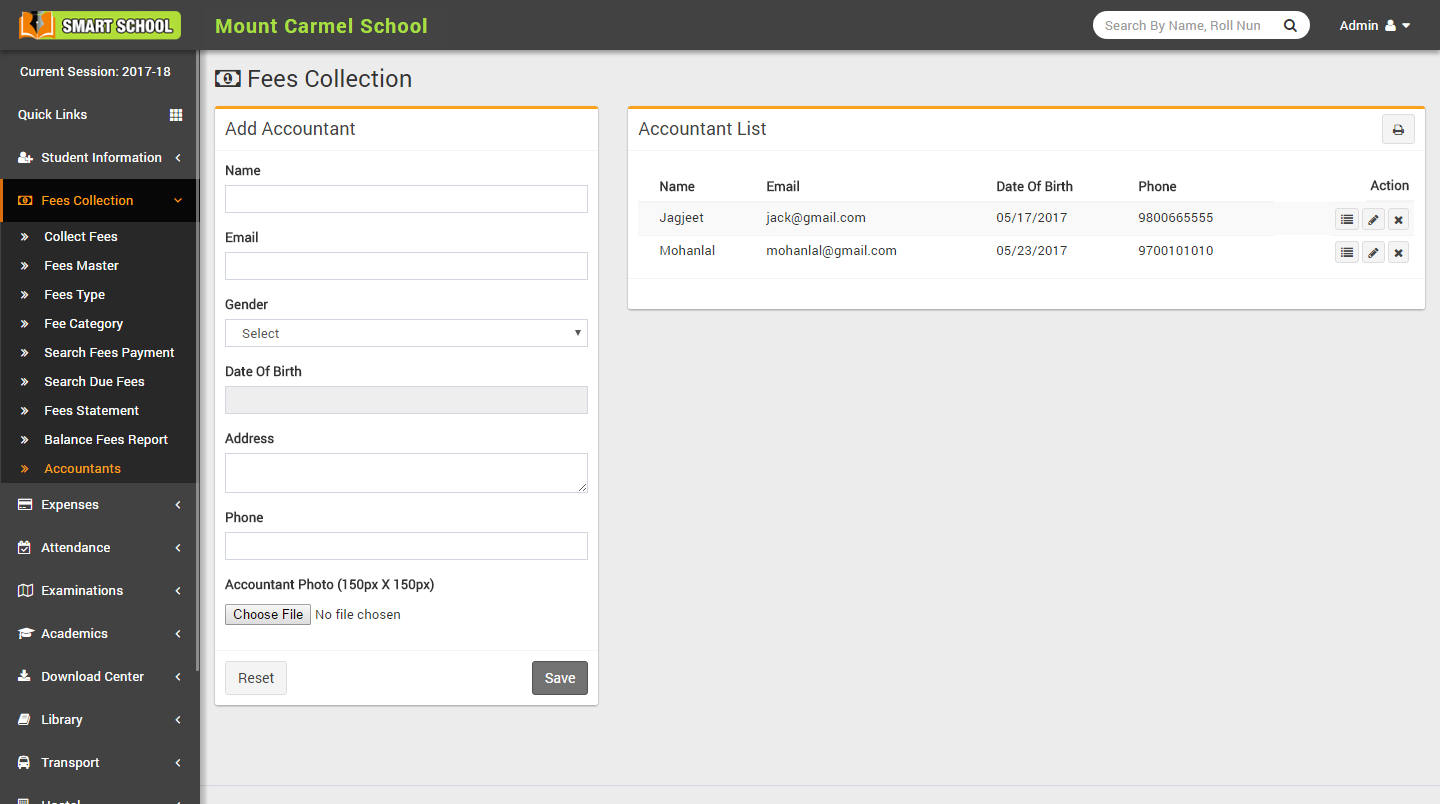 SMART SCHOOL
Mount Carmel School
Search By Name, Roll Nun
Admin
Current Session: 2017-18
Quick Links
Student Information
Fees Collection
Collect Fees
Fees Master
Fees Type
Fee Category
Search Fees Payment
Search Due Fees
Fees Statement
Balance Fees Report
Accountants
Expenses
Attendance
Examinations
Academics
Download Center
Library
Transport
Hostel
Fees Collection
Add Accountant
Name
Email
Gender
Select
Date Of Birth
Address
Phone
Accountant Photo (150px X 150px)
Choose File No file chosen
Reset Save
Accountant List
Name Email Date Of Birth Phone Action
Jagjeet jack@gmail.com 05/17/2017 9800665555
Mohanlal mohanlal@gmail.com 05/23/2017 9700101010